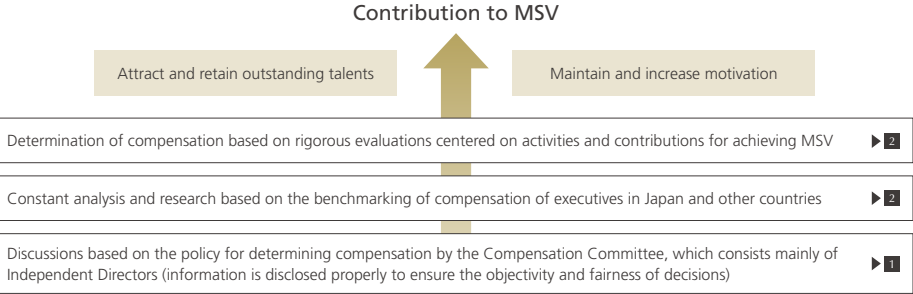 Contribution to MSV
Attract and retain outstanding talents
Maintain and increase motivation
Determination of compensation based on rigorous evaluations centered on activities and contributions for achieving MSV ▶ 2
Constant analysis and research based on the benchmarking of compensation of executives in Japan and other countries ▶ 2
Discussions based on the policy for determining compensation by the Compensation Committee, which consists mainly of
Independent Directors (information is disclosed properly to ensure the objectivity and fairness of decisions) ▶ 1